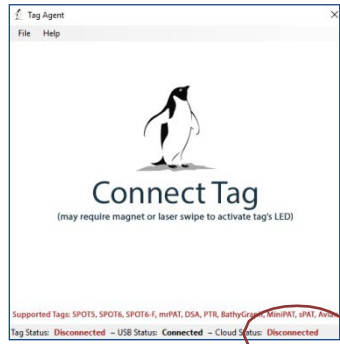 Tag Agent
File Help
Connect Tag
(may require magnet or laser swipe to activate tag's LED)
Supported Tags: SPOT5, SPOT6, SPOT6-F, mrPAT, DSA, PTR, BathyGraph, MiniPAT, sPAT,
Tag Status: Disconnected ~ USB Status: Connected ~ Cloud Status: Disconnected